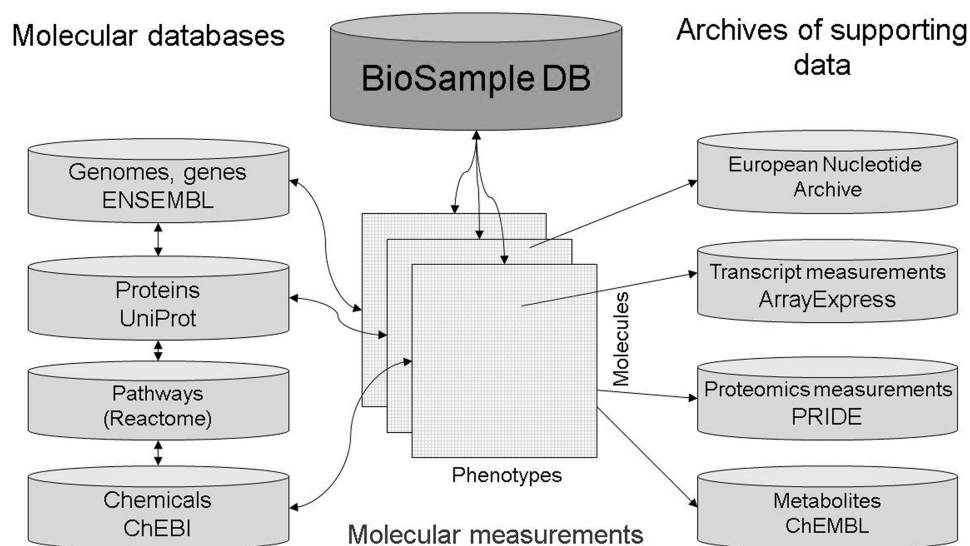 Molecular databases
BioSample DB
Archives of supporting
data
Genomes, genes
ENSEMBL
Proteins
UniProt
Pathways
(Reactome)
Chemicals
ChEBI
Molecules
Phenotypes
Molecular measurements
European Nucleotide
Archive
Transcript measurements
ArrayExpress
Proteomics measurements
PRIDE
Metabolites
ChEMBL